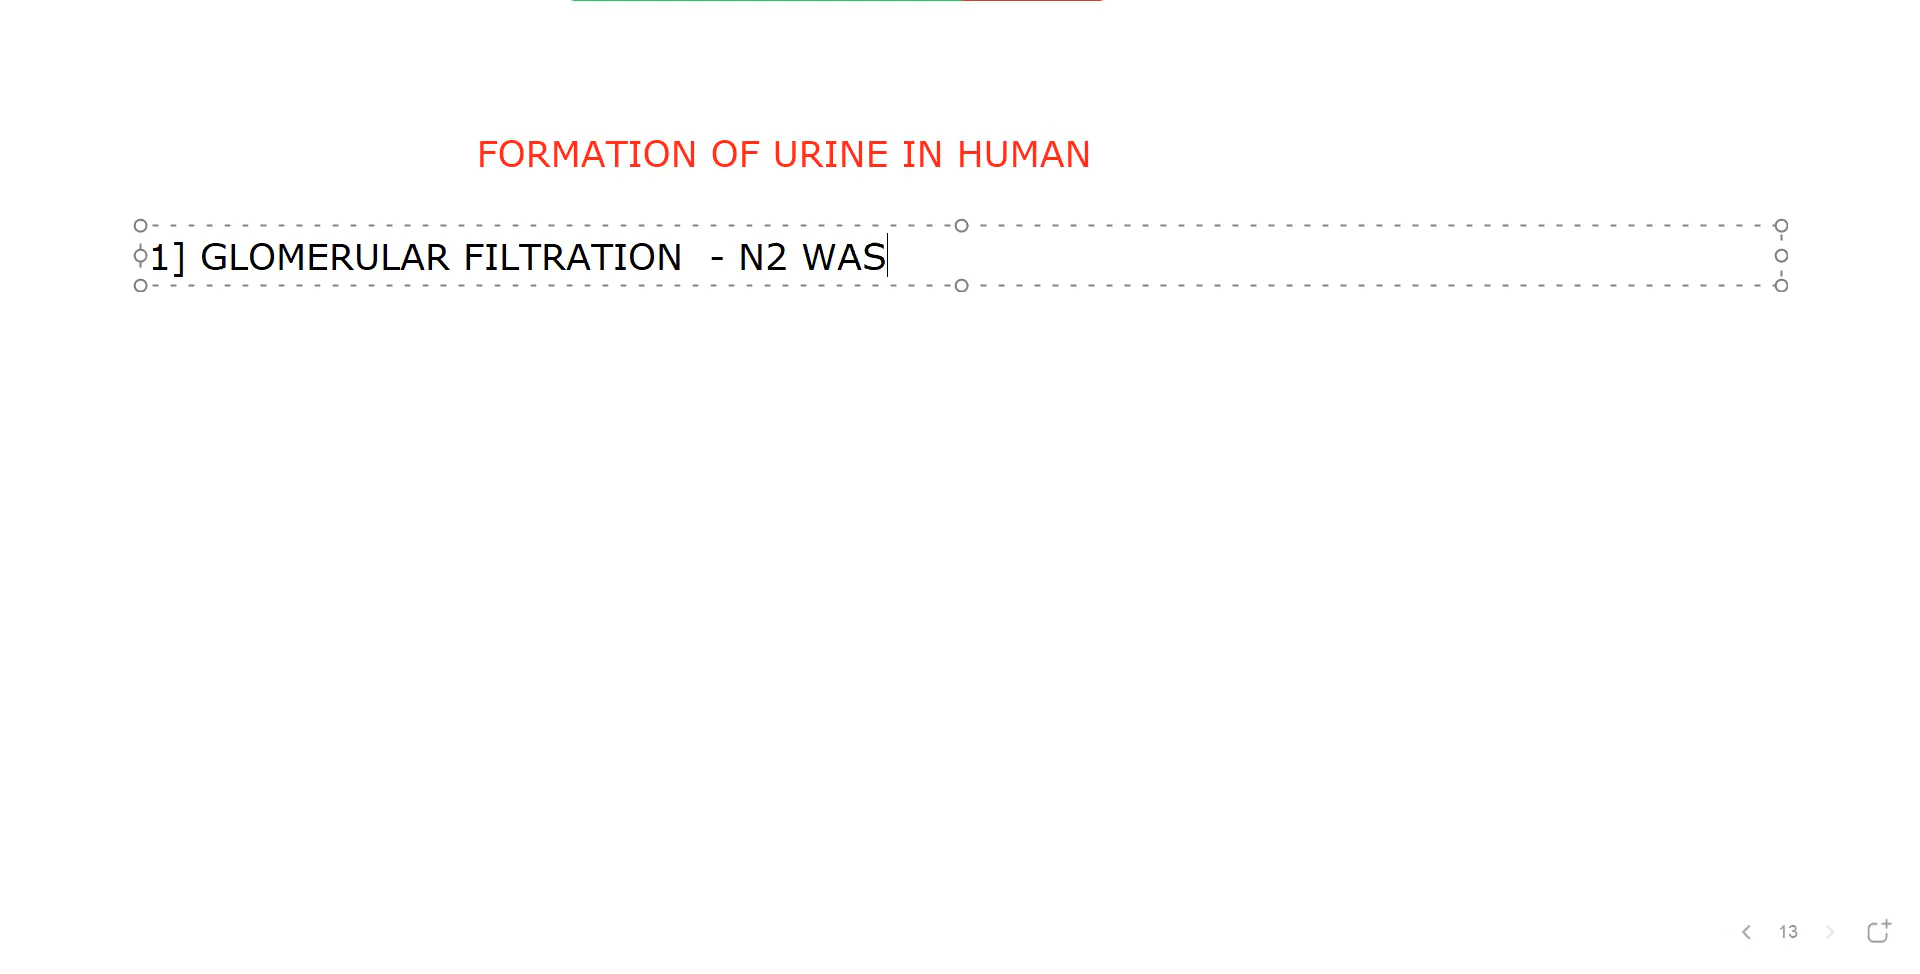 FORMATION OF URINE IN HUMAN
1] GLOMERULAR FILTRATION  - N2 WAS
13